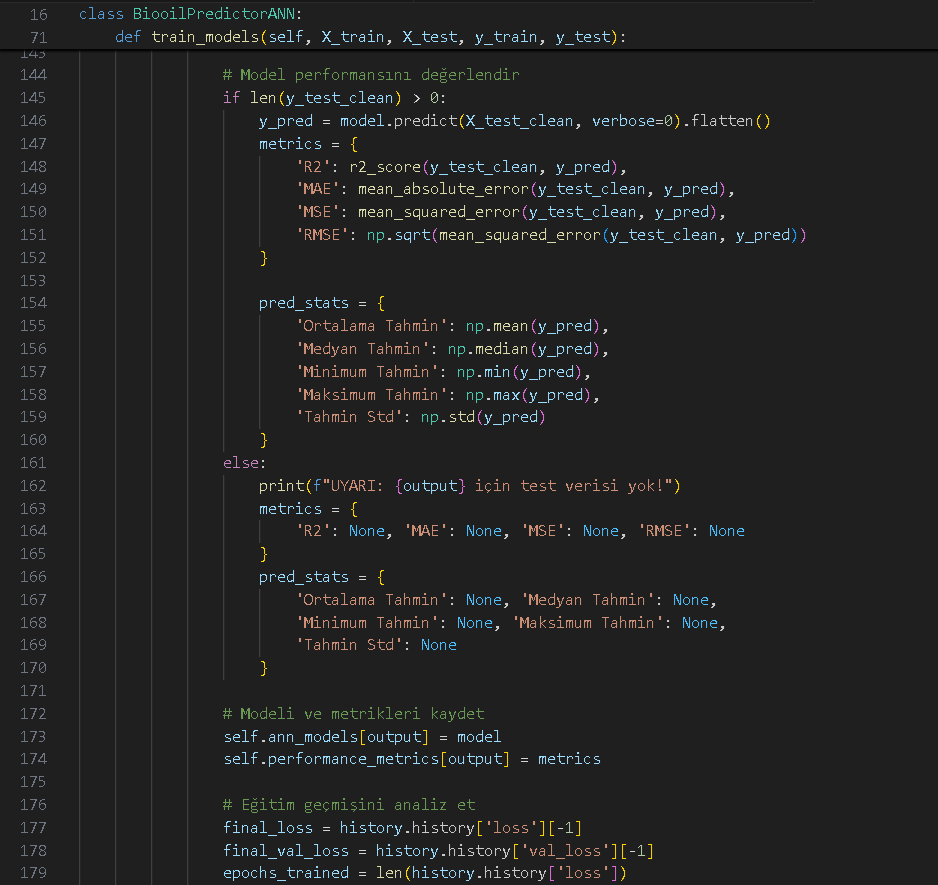 16 class BiooilPredictorANN:
71     def train_models(self, X_train, X_test, y_train, y_test):
143
144                 # Model performansını değerlendir
145                 if len(y_test_clean) > 0:
146                     y_pred = model.predict(X_test_clean, verbose=0).flatten()
147                     metrics = {
148                         'R2': r2_score(y_test_clean, y_pred),
149                         'MAE': mean_absolute_error(y_test_clean, y_pred),
150                         'MSE': mean_squared_error(y_test_clean, y_pred),
151                         'RMSE': np.sqrt(mean_squared_error(y_test_clean, y_pred))
152                     }
153
154                     pred_stats = {
155                         'Ortalama Tahmin': np.mean(y_pred),
156                         'Medyan Tahmin': np.median(y_pred),
157                         'Minimum Tahmin': np.min(y_pred),
158                         'Maksimum Tahmin': np.max(y_pred),
159                         'Tahmin Std': np.std(y_pred)
160                     }
161                 else:
162                     print(f"UYARI: {output} için test verisi yok!")
163                     metrics = {
164                         'R2': None, 'MAE': None, 'MSE': None, 'RMSE': None
165                     }
166                     pred_stats = {
167                         'Ortalama Tahmin': None, 'Medyan Tahmin': None,
168                         'Minimum Tahmin': None, 'Maksimum Tahmin': None,
169                         'Tahmin Std': None
170                     }
171
172                 # Modeli ve metrikleri kaydet
173                 self.ann_models[output] = model
174                 self.performance_metrics[output] = metrics
175
176                 # Eğitim geçmişini analiz et
177                 final_loss = history.history['loss'][-1]
178                 final_val_loss = history.history['val_loss'][-1]
179                 epochs_trained = len(history.history['loss'])